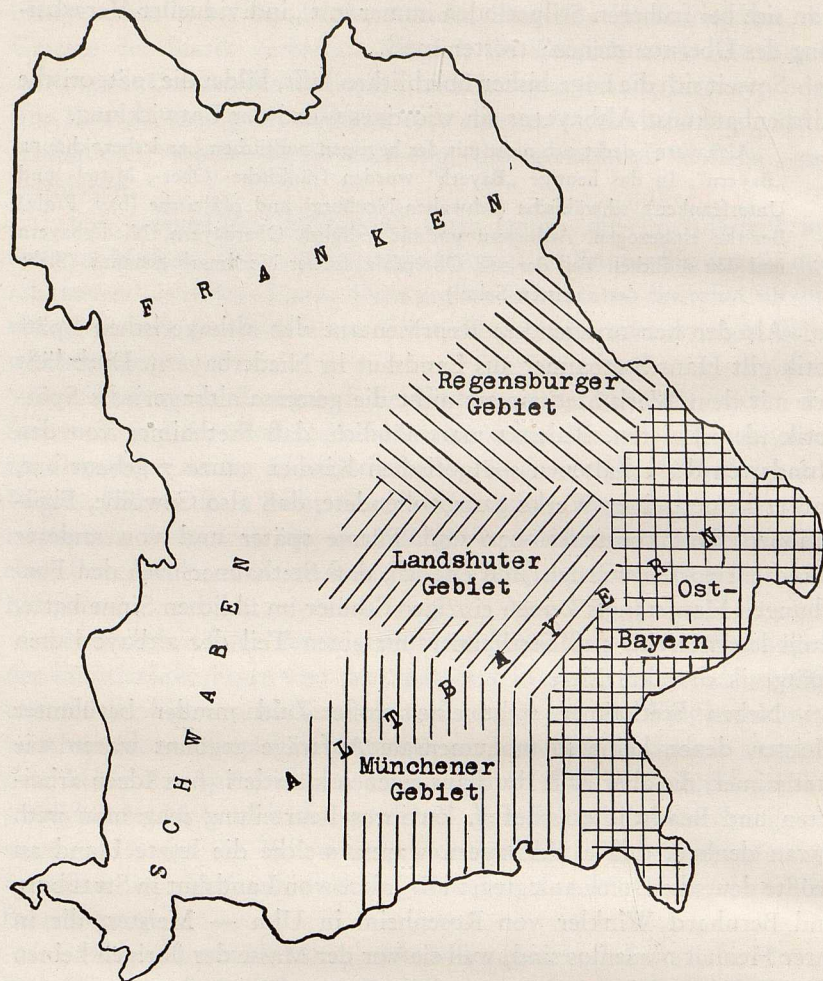 FRANKEN
Regensburger
Gebiet
Landshuter
Gebiet
Ost-
Bayern
SCHWABEN
ALTBAYERN
Münchener
Gebiet